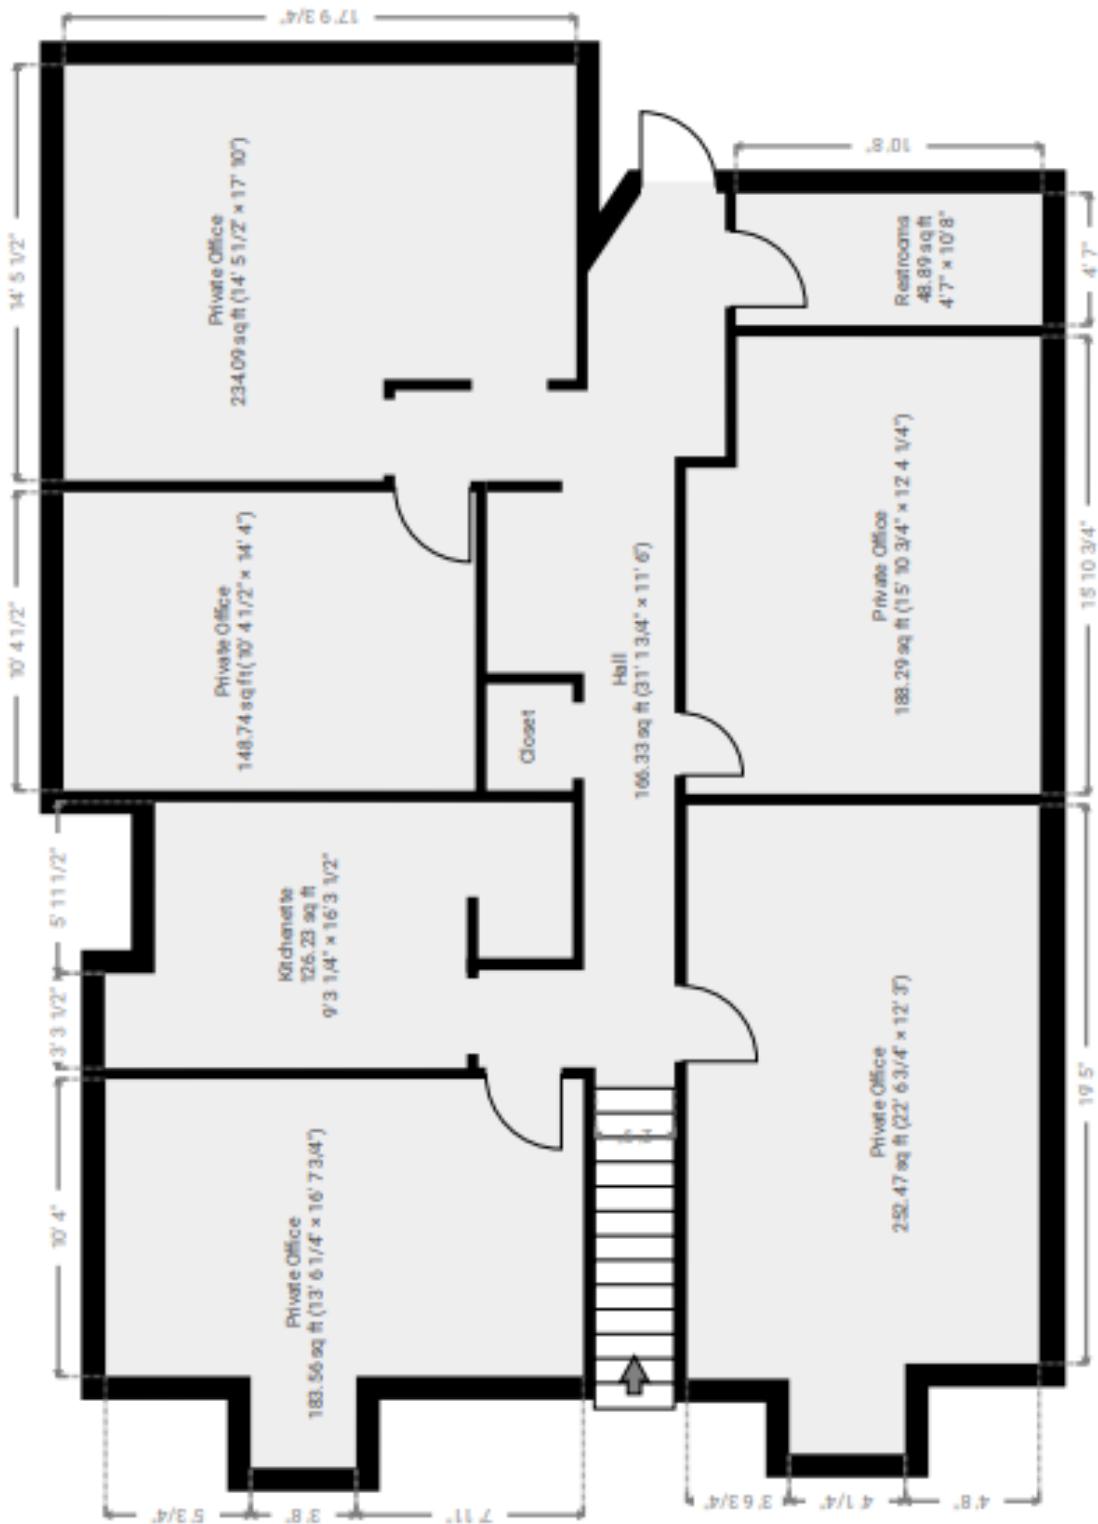 17' 9 3/4"
10' 8"
14' 5 1/2"
Private Office
234.09 sq ft (14' 5 1/2" × 17' 10")
Restrooms
48.89 sq ft
4'7" × 10'8"
4' 7"
10' 4 1/2"
Private Office
148.74 sq ft (10' 4 1/2" × 14' 4")
Closet
Hall
166.33 sq ft (31' 1 3/4" × 11' 6")
Private Office
188.29 sq ft (15' 10 3/4" × 12' 4 1/4")
15' 10 3/4"
5' 11 1/2"
3' 3 1/2"
Kitchenette
126.23 sq ft
9'3 1/4" × 16'3 1/2"
10' 4"
Private Office
183.56 sq ft (13' 6 1/4" × 16' 7 3/4")
Private Office
252.47 sq ft (22' 6 3/4" × 12' 3")
19' 5"
5' 3/4"
3' 8"
7' 11"
3' 6 3/4"
4' 1/4"
4' 8"